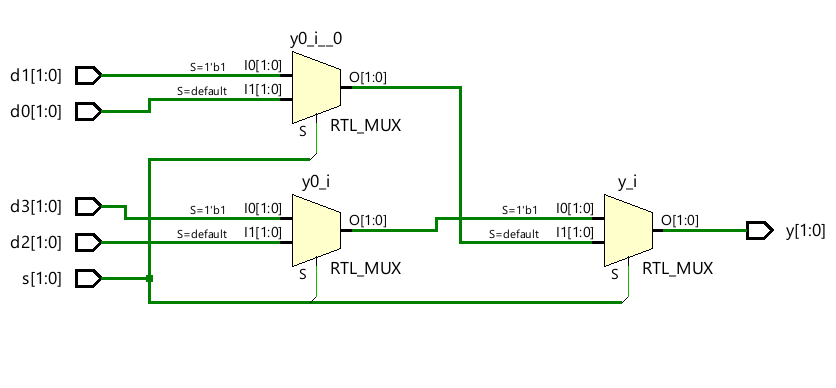 y0_i__0
d1[1:0] S=1'b1 I0[1:0] O[1:0]
d0[1:0] S=default I1[1:0]
S RTL_MUX
y0_i y_i
d3[1:0] S=1'b1 I0[1:0] O[1:0] S=1'b1 I0[1:0] O[1:0] y[1:0]
d2[1:0] S=default I1[1:0] S=default I1[1:0]
s[1:0] S RTL_MUX S RTL_MUX